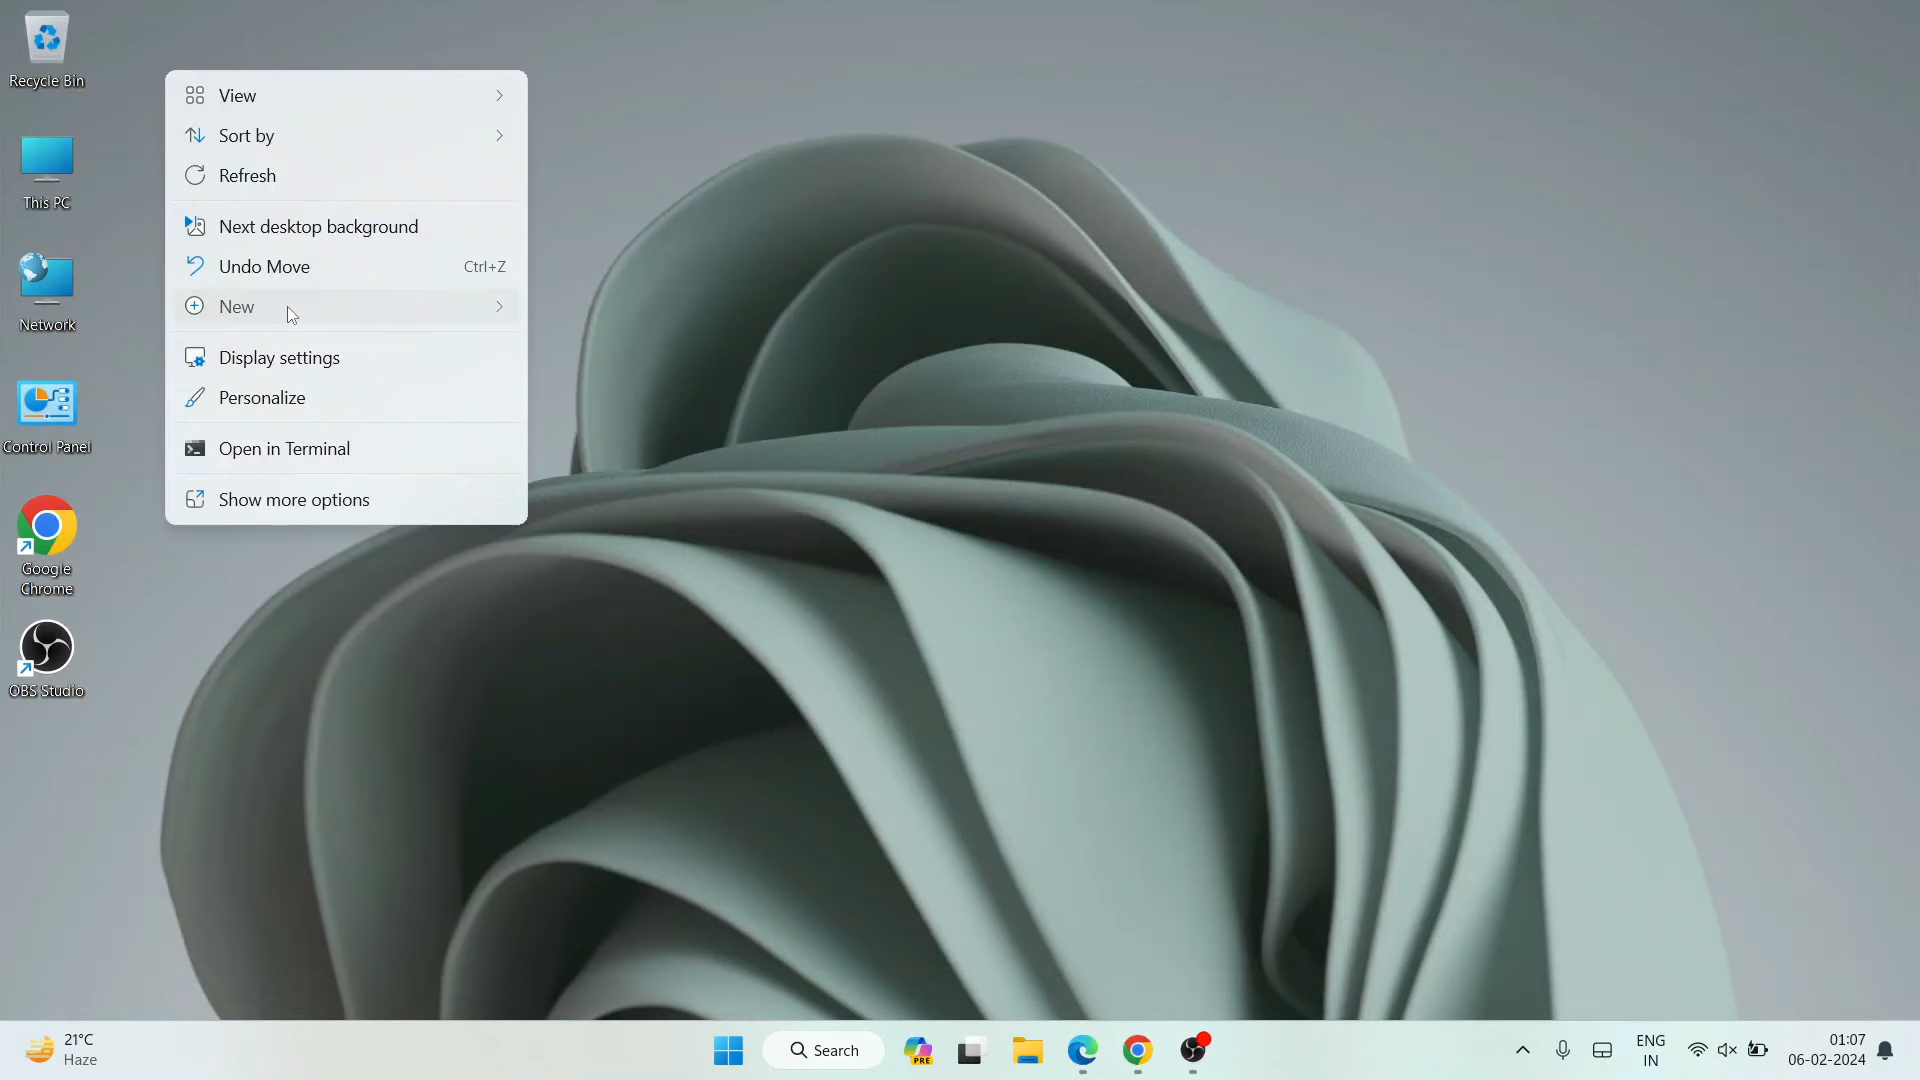 Recycle Bin
This PC
Network
Control Panel
Google
Chrome
OBS Studio
View
Sort by
Refresh
Next desktop background
Undo Move Ctrl+Z
New
Display settings
Personalize
Open in Terminal
Show more options
21°C
Haze
Search
PRE
ENG
IN
01:07
06-02-2024